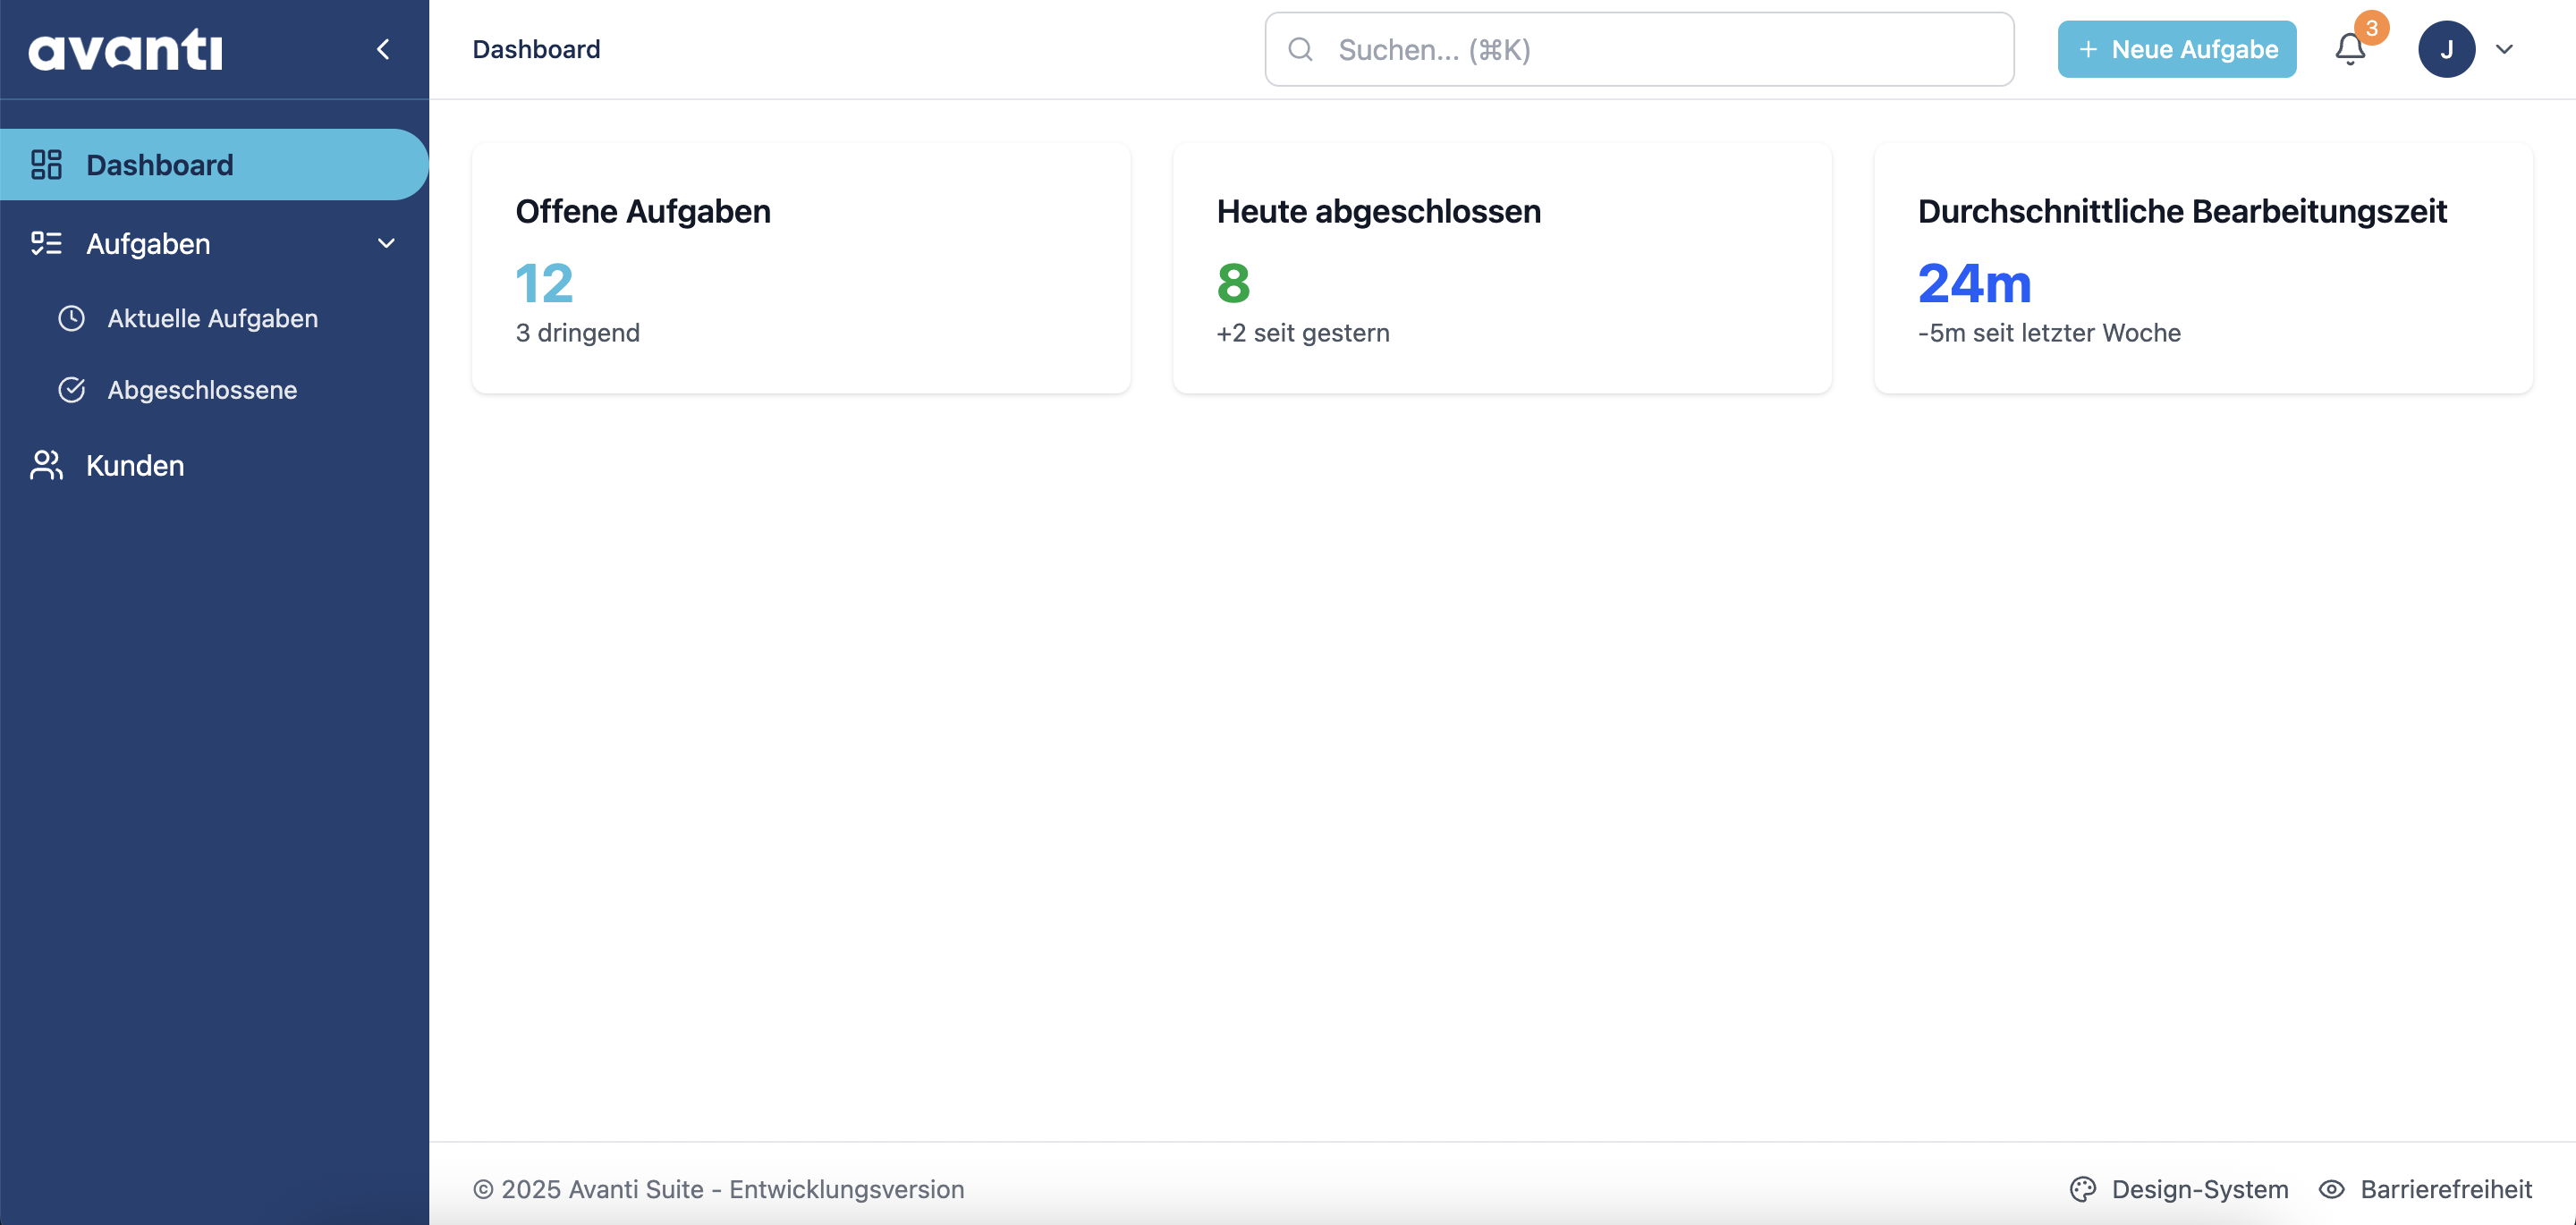 avanti
Dashboard
Suchen... (⌘K)
+ Neue Aufgabe
3
J
Dashboard
Aufgaben
Aktuelle Aufgaben
Abgeschlossene
Kunden
Offene Aufgaben
12
3 dringend
Heute abgeschlossen
8
+2 seit gestern
Durchschnittliche Bearbeitungszeit
24m
-5m seit letzter Woche
© 2025 Avanti Suite - Entwicklungsversion
Design-System
Barrierefreiheit